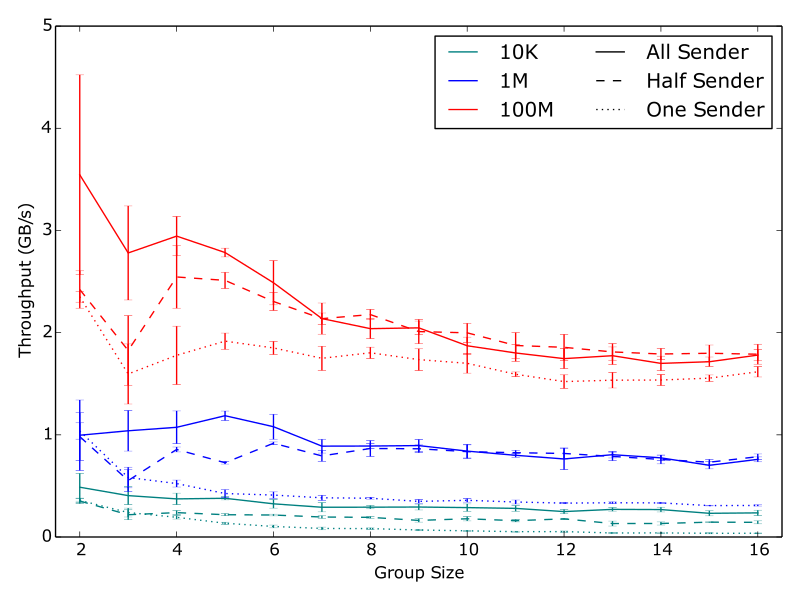 5
4
3
2
1
0
Throughput (GB/s)
10K
1M
100M
All Sender
Half Sender
One Sender
2 4 6 8 10 12 14 16
Group Size